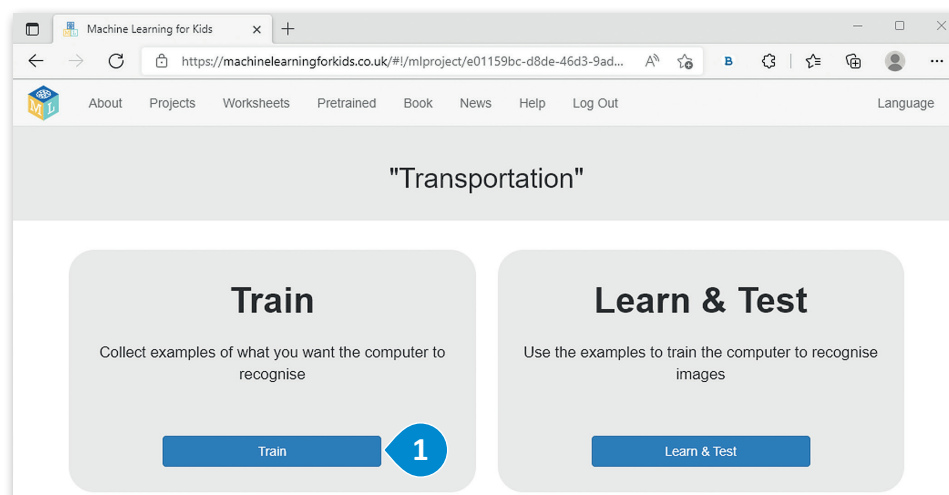 Machine Learning for Kids
https://machinelearningforkids.co.uk/#!/mlproject/e01159bc-d8de-46d3-9ad...
B
ML
About Projects Worksheets Pretrained Book News Help Log Out Language
"Transportation"
Train
Collect examples of what you want the computer to
recognise
Train
1
Learn & Test
Use the examples to train the computer to recognise
images
Learn & Test